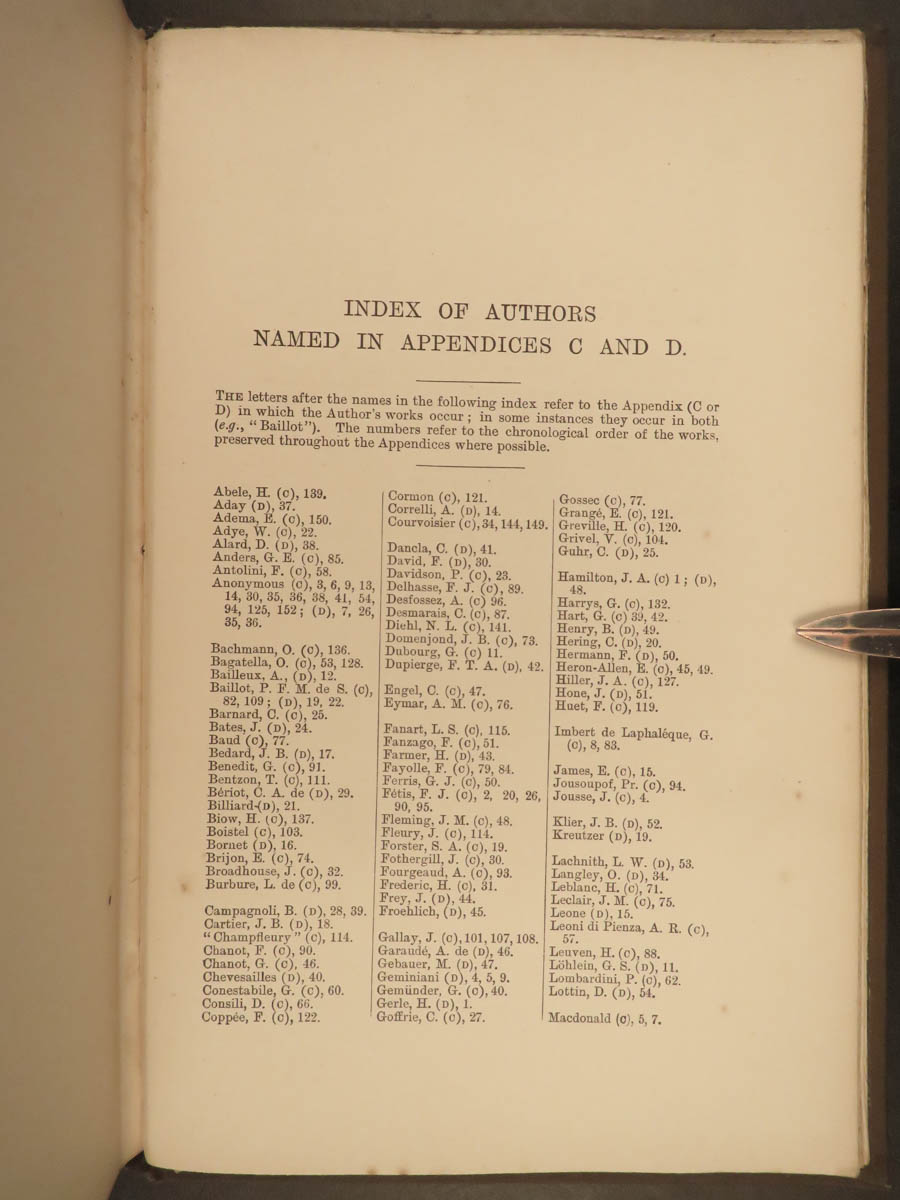 INDEX OF AUTHORS
NAMED IN APPENDICES C AND D.
THE letters after the names in the following index refer to the Appendix (C or
D) in which the Author's works occur ; in some instances they occur in both
(e.g., "Baillot"). The numbers refer to the chronological order of the works,
preserved throughout the Appendices where possible.
Abele, H. (C), 139.
Aday (D), 37.
Adema, E. (C), 150.
Adye, W. (C), 22.
Alard, D. (D), 38.
Anders, G. E. (C), 85.
Antolini, F. (C), 58.
Anonymous (C), 3, 6, 9, 13,
14, 30, 35, 36, 38, 41, 54,
94, 125, 152 ; (D), 7, 26,
35, 36.
Bachmann, O. (C), 136.
Bagatella, O. (C), 53, 128.
Bailleux, A., (D), 12.
Baillot, P. F. M. de S. (C),
82, 109 ; (D), 19, 22.
Barnard, C. (C), 25.
Bates, J. (D), 24.
Baud (C), 77.
Bedard, J. B. (D), 17.
Benedit, G. (C), 91.
Bentzon, T. (C), 111.
Bériot, C. A. de (D), 29.
Billiard-(D), 21.
Biow, H. (C), 137.
Boistel (C), 103.
Bornet (D), 16.
Brijon, E. (C), 74.
Broadhouse, J. (C), 32.
Burbure, L. de (C), 99.
Campagnoli, B. (D), 28, 39.
Cartier, J. B. (D), 18.
"Champfleury" (C), 114.
Chanot, F. (C), 90.
Chanot, G. (C), 46.
Chevesailles (D), 40.
Conestabile, G. (C), 60.
Consili, D. (C), 66.
Coppée, F. (C), 122.
Cormon (C), 121.
Correlli, A. (D), 14.
Courvoisier (C), 34, 144, 149.
Dancla, C. (D), 41.
David, F. (D), 30.
Davidson, P. (C), 23.
Delhasse, F. J. (C), 89.
Desfossez, A. (C) 96.
Desmarais, C. (C), 87.
Diehl, N. L. (C), 141.
Domenjond, J. B. (C), 73.
Dubourg, G. (C) 11.
Dupierge, F. T. A. (D), 42.
Engel, C. (C), 47.
Eymar, A. M. (C), 76.
Fanart, L. S. (C), 115.
Fanzago, F. (C), 51.
Farmer, H. (D), 43.
Fayolle, F. (C), 79, 84.
Ferris, G. J. (C), 50.
Fétis, F. J. (C), 2, 20, 26,
90, 95.
Fleming, J. M. (C), 48.
Fleury, J. (C), 114.
Forster, S. A. (C), 19.
Fothergill, J. (C), 30.
Fourgeaud, A. (C), 93.
Frederic, H. (C), 31.
Frey, J. (D), 44.
Froehlich, (D), 45.
Gallay, J. (C), 101, 107, 108.
Garaudé, A. de (D), 46.
Gebauer, M. (D), 47.
Geminiani (D), 4, 5, 9.
Gemünder, G. (C), 40.
Gerle, H. (D), 1.
Goffrie, C. (C), 27.
Gossec (C), 77.
Grangé, E. (C), 121.
Greville, H. (C), 120.
Grivel, V. (C), 104.
Guhr, C. (D), 25.
Hamilton, J. A. (C) 1 ; (D),
48.
Harrys, G. (C), 132.
Hart, G. (C) 39, 42.
Henry, B. (D), 49.
Hering, C. (D), 20.
Hermann, F. (D), 50.
Heron-Allen, E. (C), 45, 49.
Hiller, J. A. (C), 127.
Hone, J. (D), 51.
Huet, F. (C), 119.
Imbert de Laphaléque, G.
(C), 8, 83.
James, E. (C), 15.
Jousoupof, Pr. (C), 94.
Jousse, J. (C), 4.
Klier, J. B. (D), 52.
Kreutzer (D), 19.
Lachnith, L. W. (D), 53.
Langley, O. (D), 34.
Leblanc, H. (C), 71.
Leclair, J. M. (C), 75.
Leone (D), 15.
Leoni di Pienza, A. R. (C),
57.
Leuven, H. (C), 88.
Löhlein, G. S. (D), 11.
Lombardini, P. (C), 62.
Lottin, D. (D), 54.
Macdonald (C), 5, 7.